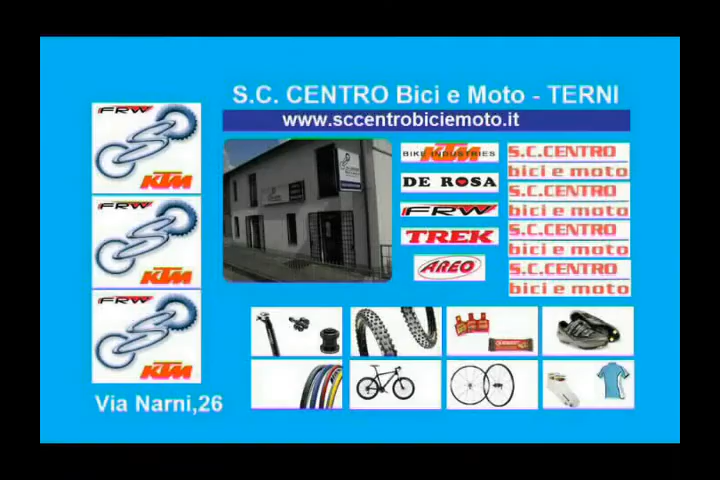 S.C. CENTRO Bici e Moto - TERNI
www.sccentrobiciemoto.it
FRW
KTM
FRW
KTM
FRW
KTM
Via Narni,26
KTM
BIKE INDUSTRIES
DE ROSA
FRW
TREK
AREO
S.C.CENTRO
bici e moto
S.C.CENTRO
bici e moto
S.C.CENTRO
bici e moto
S.C.CENTRO
bici e moto